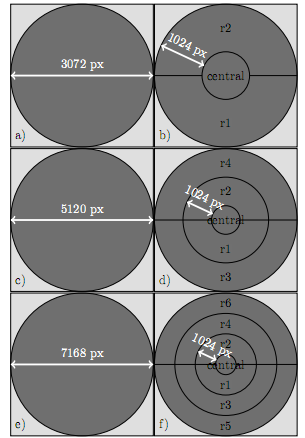 3072 px
a)
r2
1024 px
central
r1
b)
5120 px
c)
r4
r2
1024 px
central
r1
r3
d)
7168 px
e)
r6
r4
r2
1024 px
central
r1
r3
r5
f)